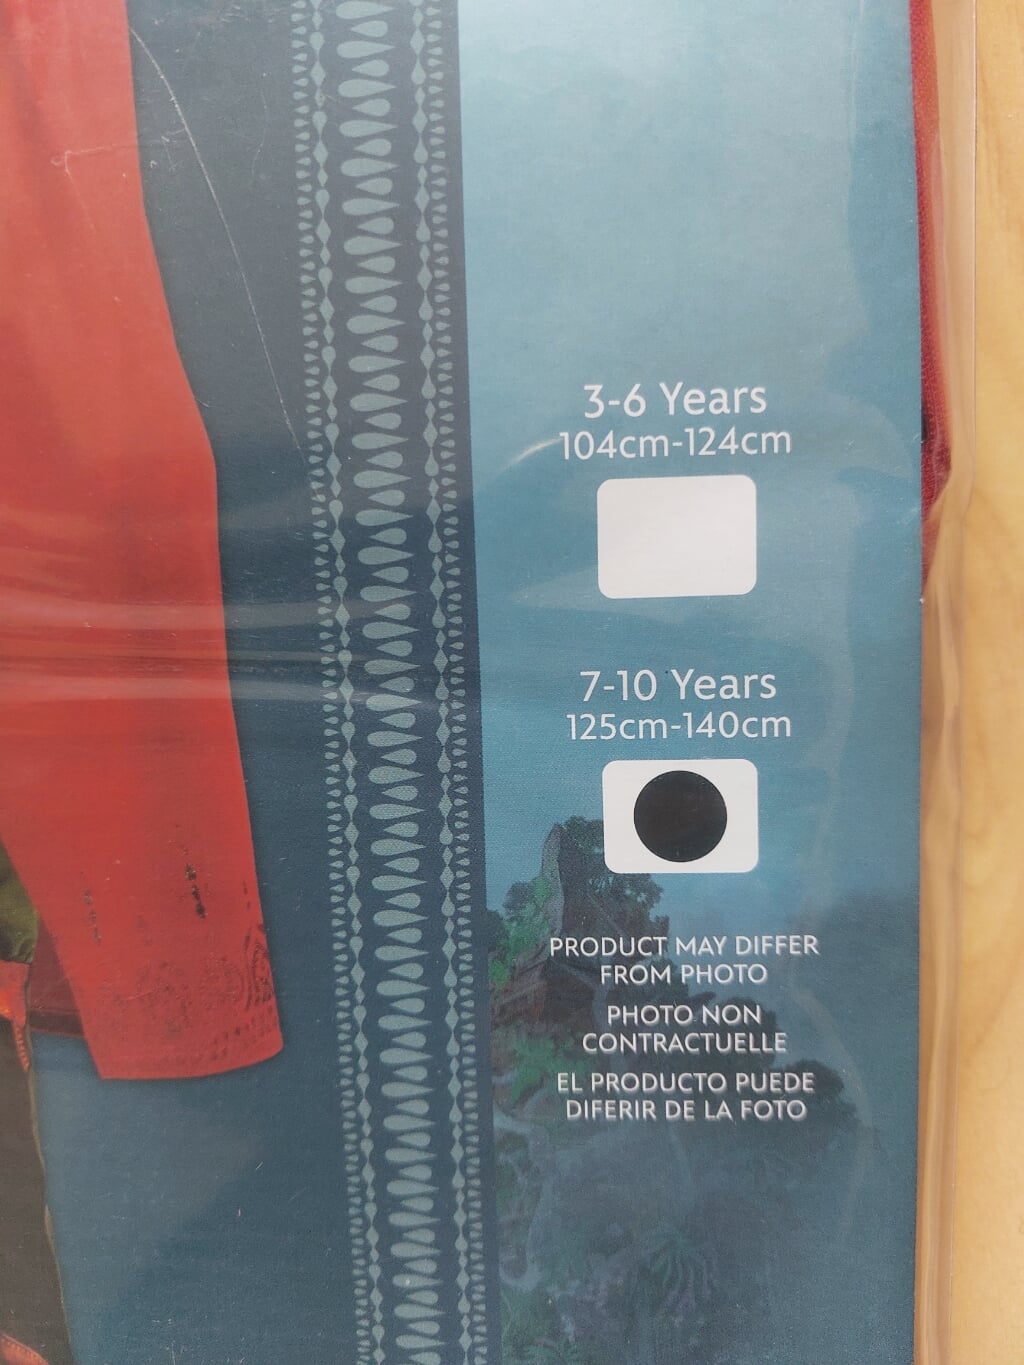 3-6 Years
104cm-124cm
7-10 Years
125cm-140cm
PRODUCT MAY DIFFER
FROM PHOTO
PHOTO NON
CONTRACTUELLE
EL PRODUCTO PUEDE
DIFERIR DE LA FOTO